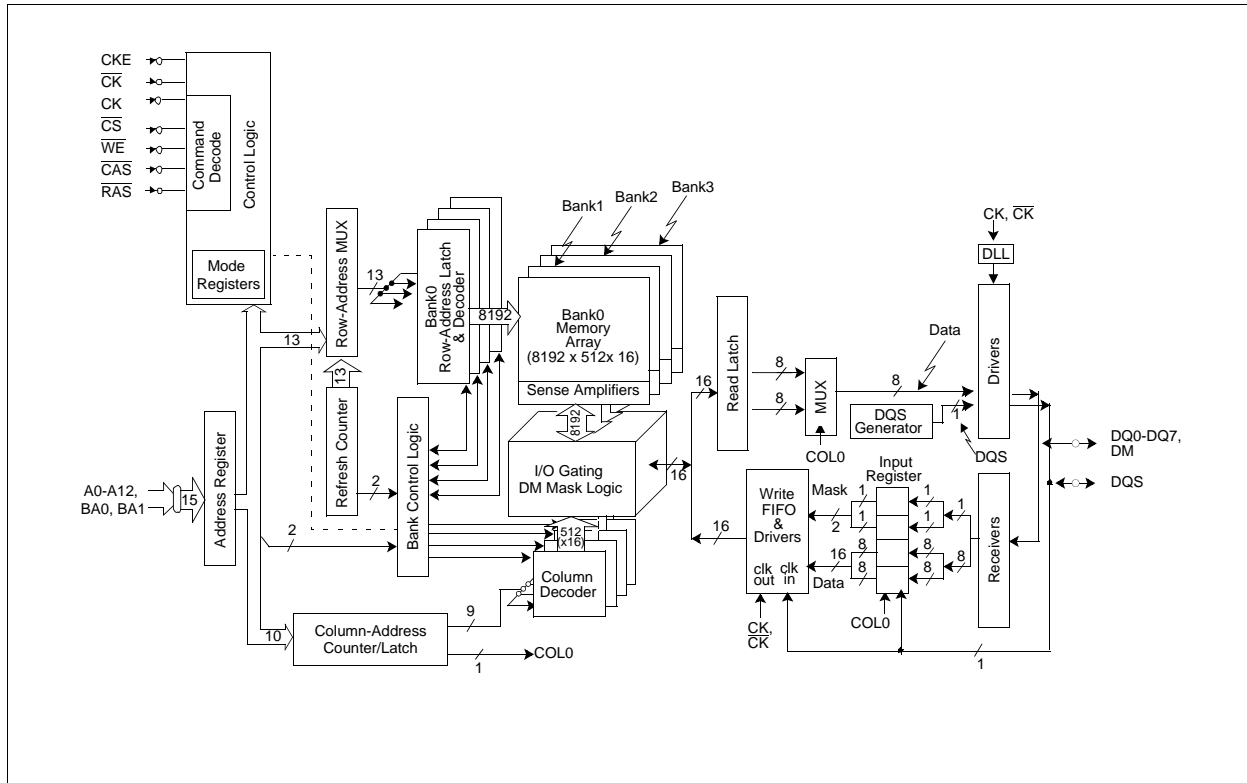 CKE
CK
CK
CS
WE
CAS
RAS
Command
Decode
Control Logic
Mode
Registers
Row-Address MUX
13
13
13
Refresh Counter
2
Bank0
Row-Address Latch
& Decoder
8192
Bank1
Bank2
Bank3
Bank0
Memory
Array
(8192 x 512x 16)
Sense Amplifiers
8192
I/O Gating
DM Mask Logic
16
Bank Control Logic
2
512
(x16)
Column
Decoder
A0-A12,
BA0, BA1
15
Address Register
10
Column-Address
Counter/Latch
9
1
COL0
16
Read Latch
8
8
MUX
COL0
8
Data
DQS
Generator
1
DQS
CK, CK
DLL
Drivers
DQ0-DQ7,
DM
DQS
Input
Register
Write
FIFO
&
Drivers
clk
out
clk
in
16
Mask
2
16
Data
1
1
8
8
1
1
8
8
1
8
Receivers
COL0
CK,
CK
1